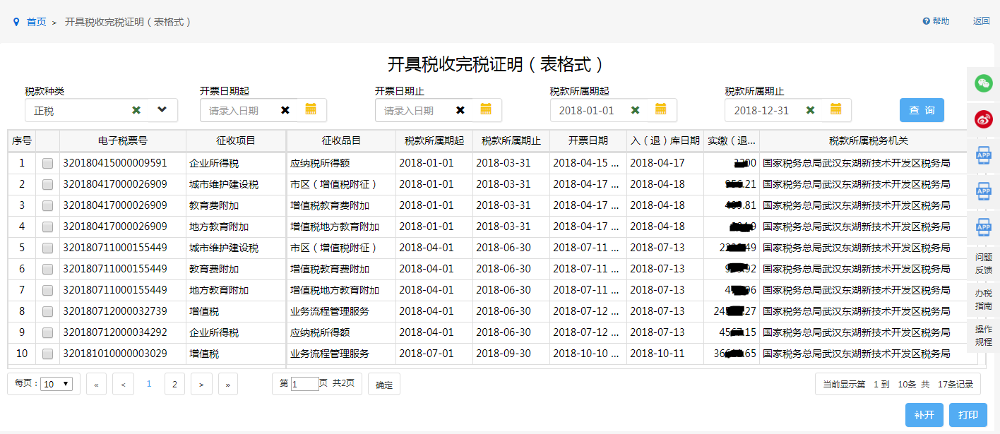 首页 > 开具税收完税证明（表格式） 帮助 返回
开具税收完税证明（表格式）
税款种类 开票日期起 开票日期止 税款所属期起 税款所属期止
正税 请录入日期 请录入日期 2018-01-01 2018-12-31 查 询
序号 电子税票号 征收项目 征收品目 税款所属期起 税款所属期止 开票日期 入（退）库日期 实缴（退... 税款所属税务机关
1 320180415000009591 企业所得税 应纳税所得额 2018-01-01 2018-03-31 2018-04-15 ... 2018-04-17 国家税务总局武汉东湖新技术开发区税务局
2 320180417000026909 城市维护建设税 市区（增值税附征） 2018-01-01 2018-03-31 2018-04-17 ... 2018-04-18 .21 国家税务总局武汉东湖新技术开发区税务局
3 320180417000026909 教育费附加 增值税教育费附加 2018-01-01 2018-03-31 2018-04-17 ... 2018-04-18 .81 国家税务总局武汉东湖新技术开发区税务局
4 320180417000026909 地方教育附加 增值税地方教育附加 2018-01-01 2018-03-31 2018-04-17 ... 2018-04-18 国家税务总局武汉东湖新技术开发区税务局
5 320180711000155449 城市维护建设税 市区（增值税附征） 2018-04-01 2018-06-30 2018-07-11 ... 2018-07-13 国家税务总局武汉东湖新技术开发区税务局
6 320180711000155449 教育费附加 增值税教育费附加 2018-04-01 2018-06-30 2018-07-11 ... 2018-07-13 国家税务总局武汉东湖新技术开发区税务局
7 320180711000155449 地方教育附加 增值税地方教育附加 2018-04-01 2018-06-30 2018-07-11 ... 2018-07-13 国家税务总局武汉东湖新技术开发区税务局
8 320180712000032739 增值税 业务流程管理服务 2018-04-01 2018-06-30 2018-07-12 ... 2018-07-13 国家税务总局武汉东湖新技术开发区税务局
9 320180712000034292 企业所得税 应纳税所得额 2018-04-01 2018-06-30 2018-07-12 ... 2018-07-13 国家税务总局武汉东湖新技术开发区税务局
10 320181010000003029 增值税 业务流程管理服务 2018-07-01 2018-09-30 2018-10-10 ... 2018-10-11 国家税务总局武汉东湖新技术开发区税务局
每页： 10 « < 1 2 > » 第 1 页 共2页 确定 当前显示第 1 到 10条 共 17条记录
补开 打印
APP
APP
APP
问题
反馈
办税
指南
操作
规程